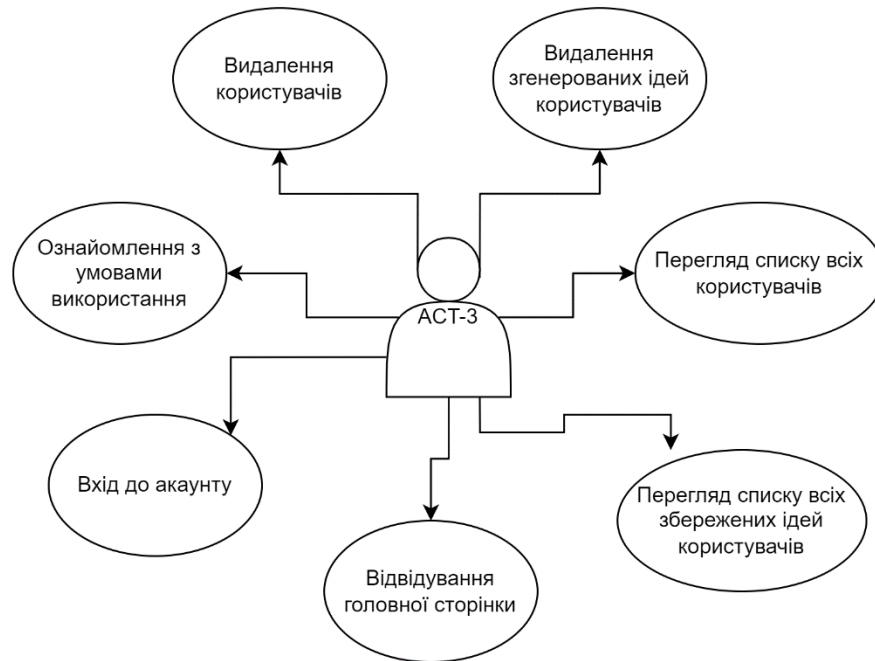 Видалення
користувачів
Видалення
згенерованих ідей
користувачів
Ознайомлення з
умовами
використання
Перегляд списку всіх
користувачів
АСТ-3
Вхід до акаунту
Перегляд списку всіх
збережених ідей
користувачів
Відвідування
головної сторінки